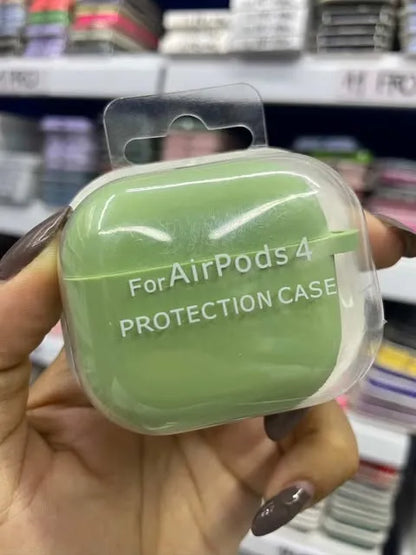 For AirPods 4
PROTECTION CASE